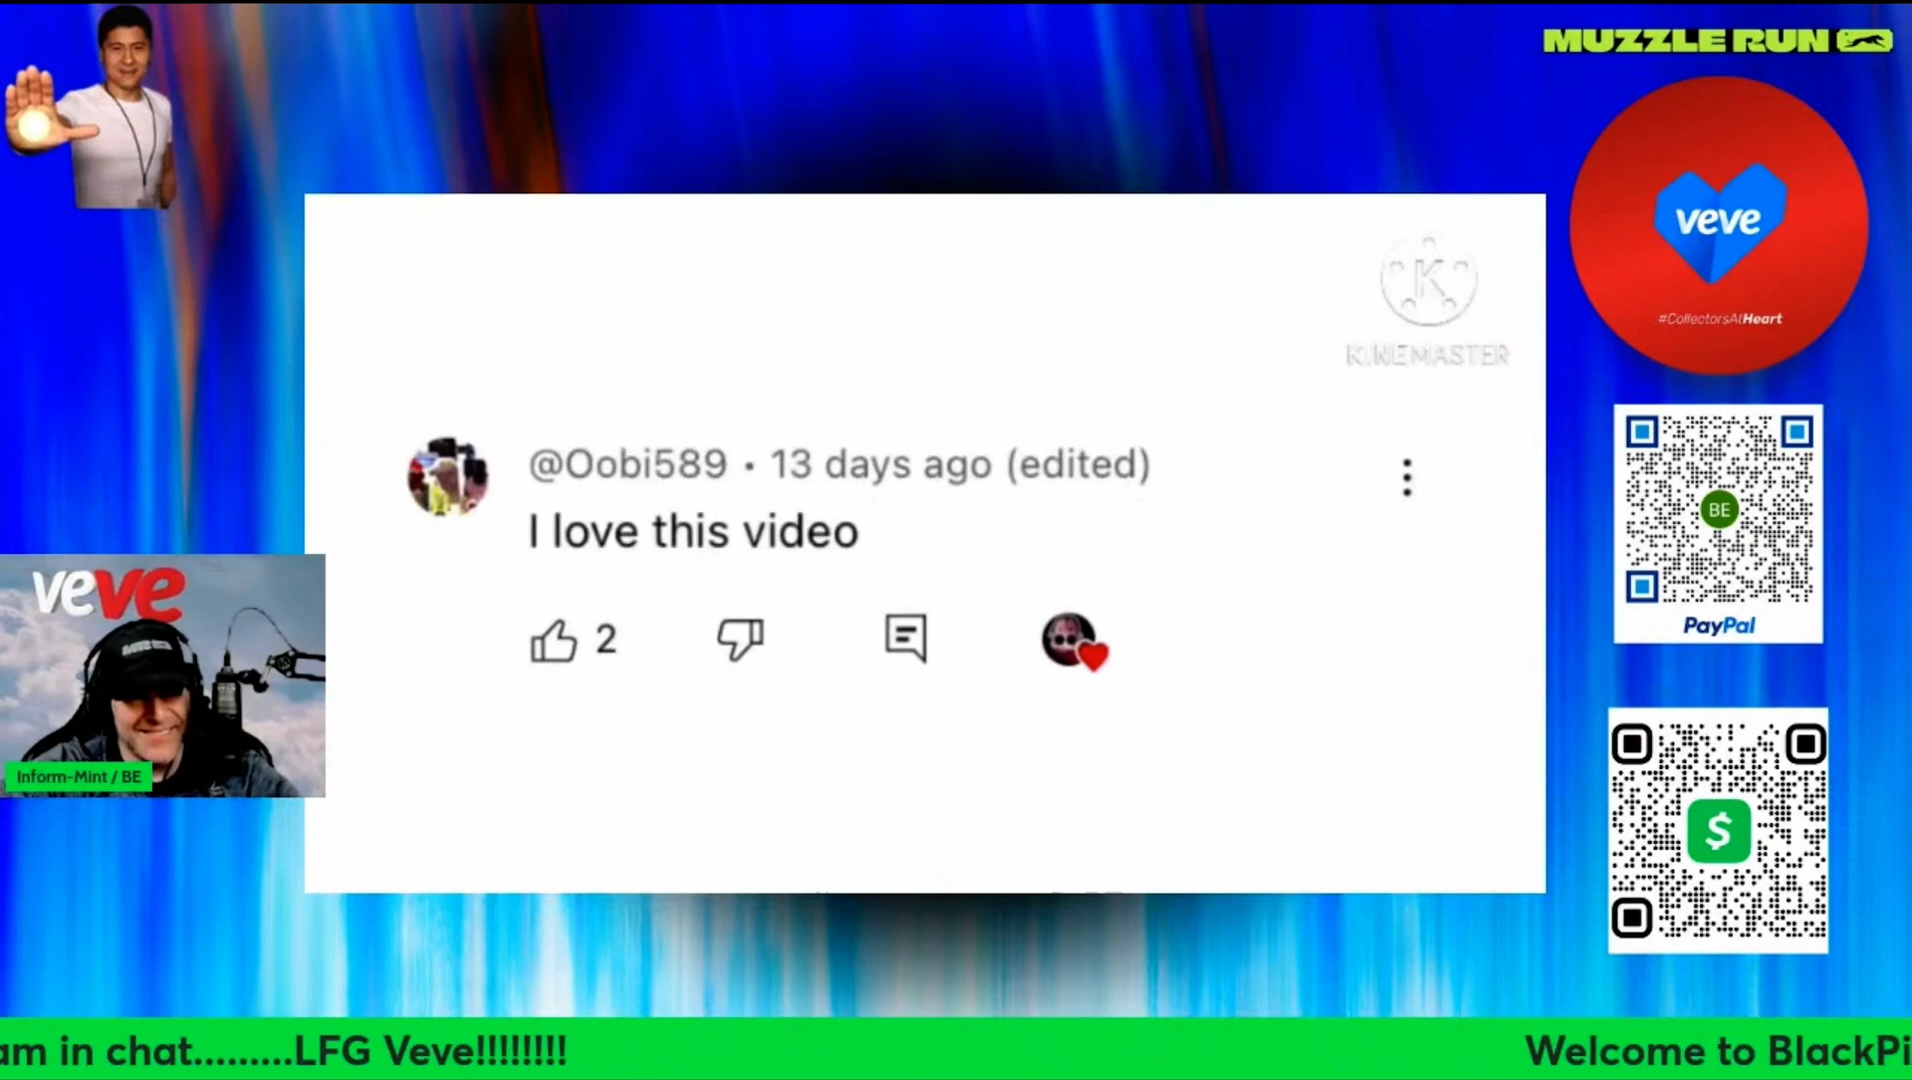 MUZZLE RUN
veve
#CollectorsAtHeart
KINEMASTER
@Oobi589 • 13 days ago (edited)
I love this video
2
veve
Inform-Mint / BE
BE
PayPal
$
am in chat.........LFG Veve!!!!!!!!
Welcome to BlackPi